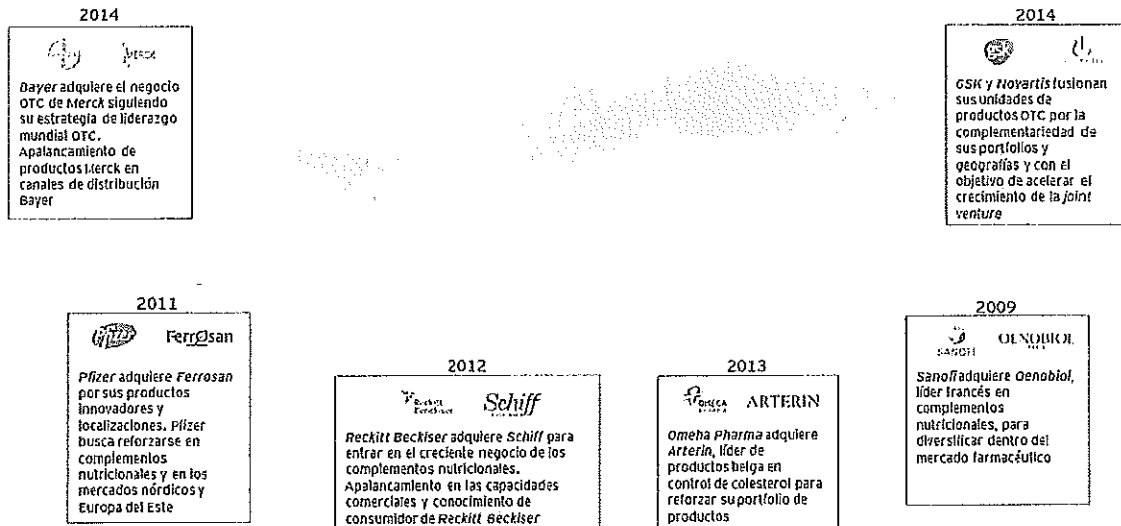 2014
MERCK
Bayer adquiere el negocio
OTC de Merck siguiendo
su estrategia de liderazgo
mundial OTC.
Apalancamiento de
productos Merck en
canales de distribución
Bayer
2014
GSK y Novartis fusionan
sus unidades de
productos OTC por la
complementariedad de
sus portfolios y
geografías y con el
objetivo de acelerar el
crecimiento de la joint
venture
2011
Ferrosan
Pfizer adquiere Ferrosan
por sus productos
innovadores y
localizaciones. Pfizer
busca reforzarse en
complementos
nutricionales y en los
mercados nórdicos y
Europa del Este
2012
Reckitt
Benckiser
Schiff
Reckitt Beckiser adquiere Schiff para
entrar en el creciente negocio de los
complementos nutricionales.
Apalancamiento en las capacidades
comerciales y conocimiento de
consumidor de Reckitt Beckiser
2013
OMEGA
ARTERIN
Omeha Pharma adquiere
Arterin, líder de
productos belga en
control de colesterol para
reforzar su portfolio de
productos
2009
SANOFI
OENOBIOL
Sanofi adquiere Oenobiol,
líder francés en
complementos
nutricionales, para
diversificar dentro del
mercado farmacéutico